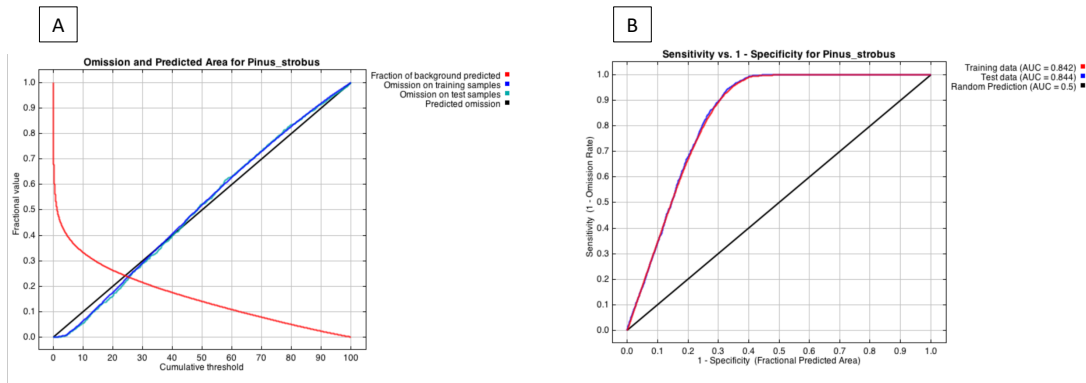 A
Omission and Predicted Area for Pinus_strobus
Fractional value
1.0
0.9
0.8
0.7
0.6
0.5
0.4
0.3
0.2
0.1
0.0
0 10 20 30 40 50 60 70 80 90 100
Cumulative threshold
Fraction of background predicted
Omission on training samples
Omission on test samples
Predicted omission
B
Sensitivity vs. 1 - Specificity for Pinus_strobus
Sensitivity (1 - Omission Rate)
1.0
0.9
0.8
0.7
0.6
0.5
0.4
0.3
0.2
0.1
0.0
0.0 0.1 0.2 0.3 0.4 0.5 0.6 0.7 0.8 0.9 1.0
1 - Specificity (Fractional Predicted Area)
Training data (AUC = 0.842)
Test data (AUC = 0.844)
Random Prediction (AUC = 0.5)